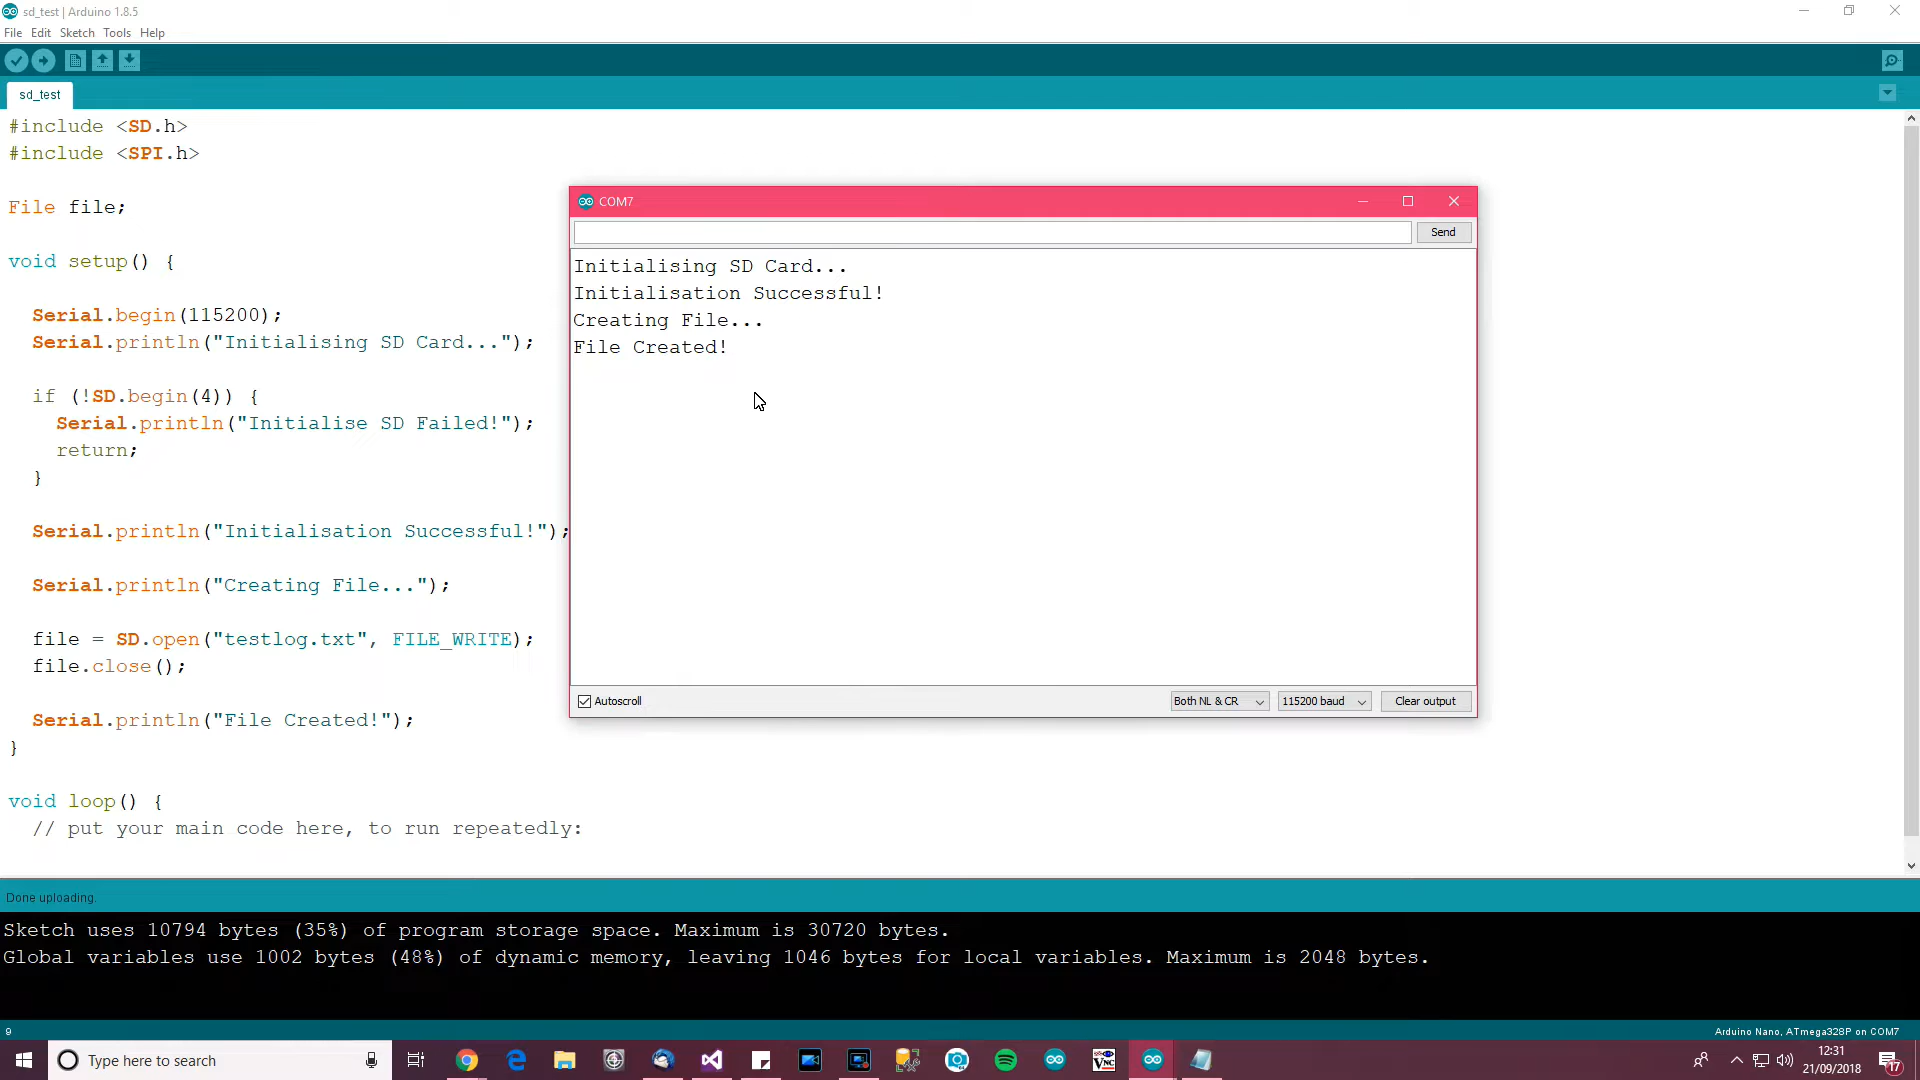 sd_test | Arduino 1.8.5
File Edit Sketch Tools Help
sd_test
#include <SD.h>
#include <SPI.h>
File file;
void setup() {
Serial.begin(115200);
Serial.println("Initialising SD Card...");
if (!SD.begin(4)) {
Serial.println("Initialise SD Failed!");
return;
}
Serial.println("Initialisation Successful!");
Serial.println("Creating File...");
file = SD.open("testlog.txt", FILE_WRITE);
file.close();
Serial.println("File Created!");
}
void loop() {
// put your main code here, to run repeatedly:
COM7
Send
Initialising SD Card...
Initialisation Successful!
Creating File...
File Created!
Autoscroll
Both NL & CR
115200 baud
Clear output
Done uploading.
Sketch uses 10794 bytes (35%) of program storage space. Maximum is 30720 bytes.
Global variables use 1002 bytes (48%) of dynamic memory, leaving 1046 bytes for local variables. Maximum is 2048 bytes.
9
Arduino Nano, ATmega328P on COM7
Type here to search
VNC
12:31
21/09/2018
17